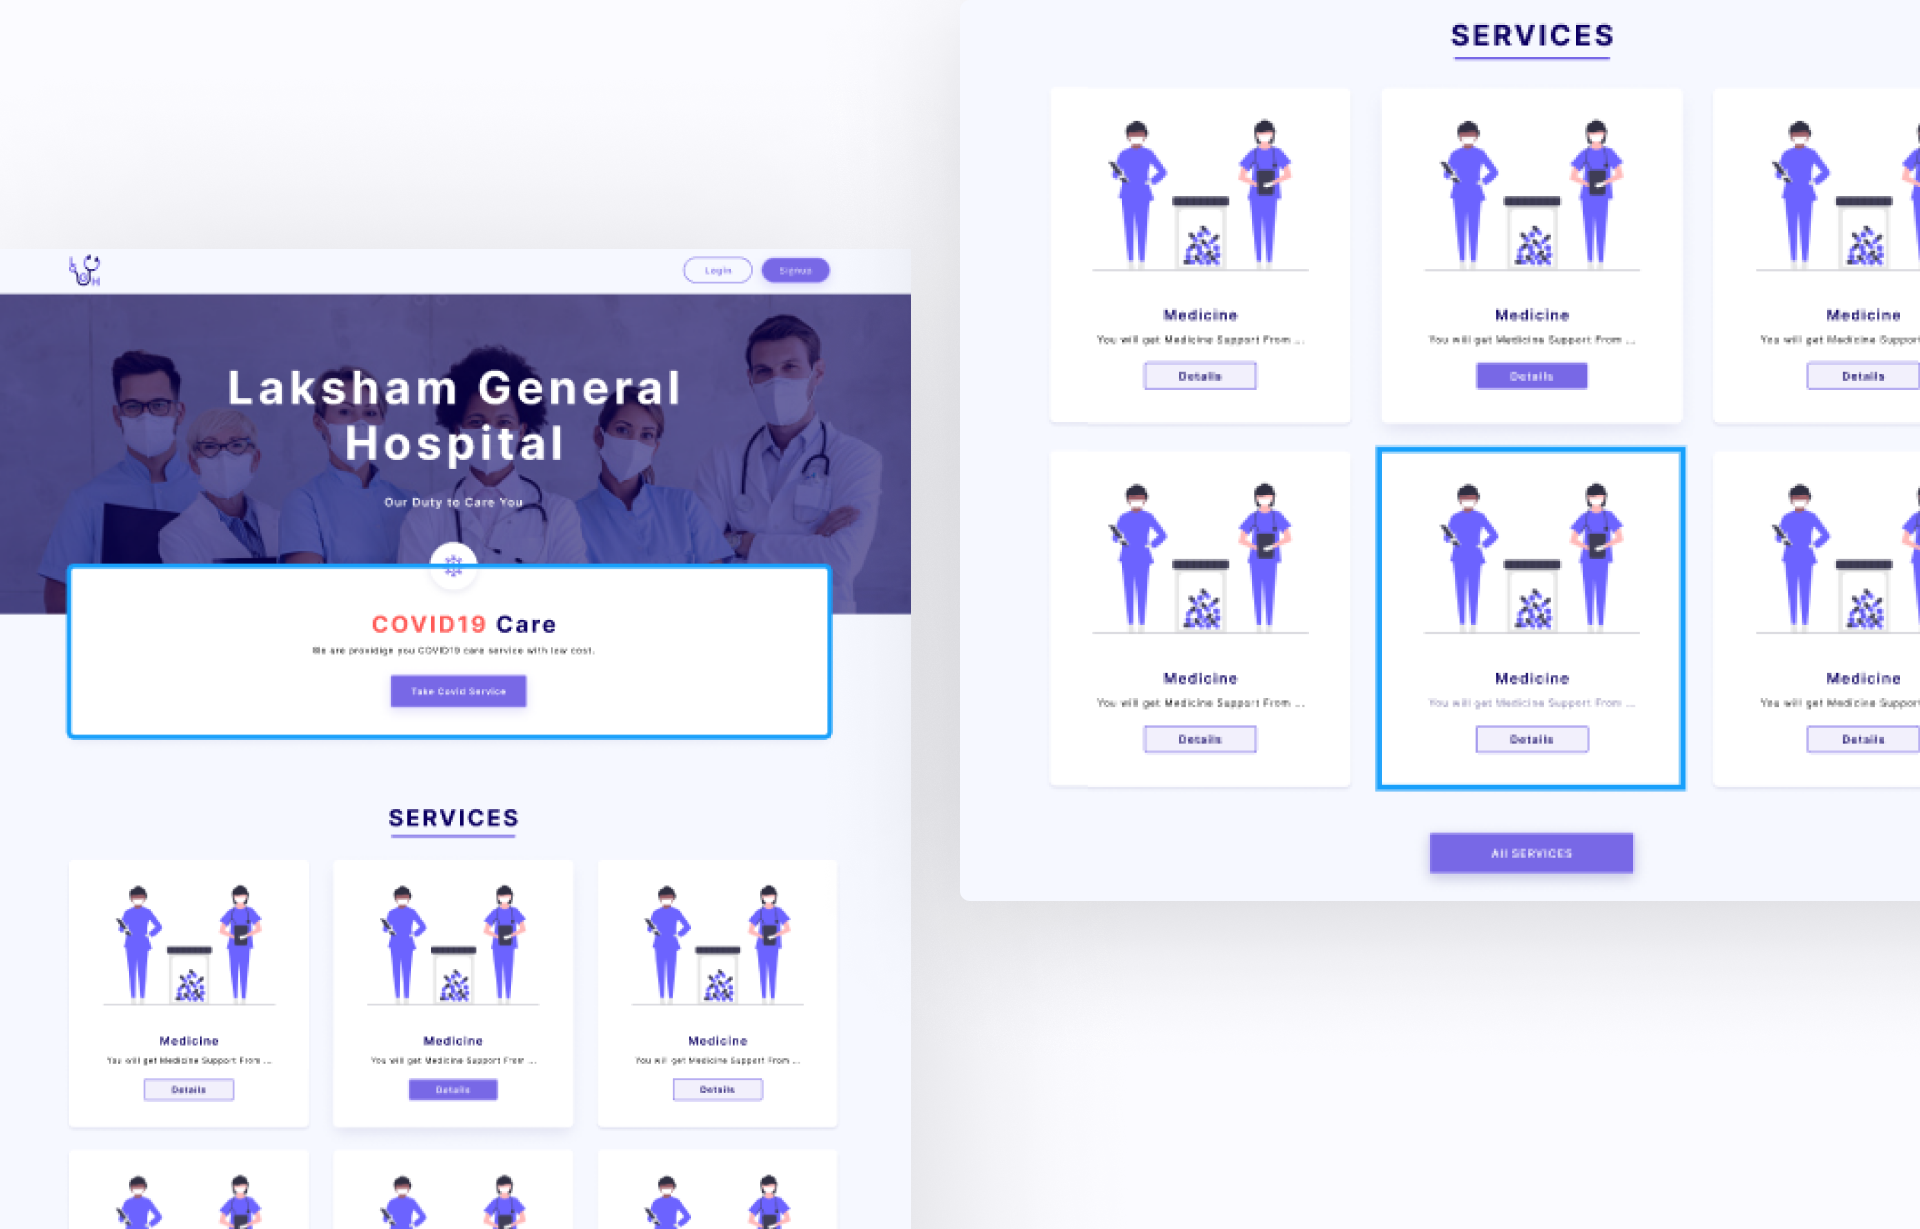 Login
Signup
Laksham General
Hospital
Our Duty to Care You
COVID19 Care
We are providign you COVID19 care service with low cost.
Take Covid Service
SERVICES
Medicine
You will get Medicine Support From ...
Details
Medicine
You will get Medicine Support From ...
Details
Medicine
You will get Medicine Support From ...
Details
SERVICES
Medicine
You will get Medicine Support From ...
Details
Medicine
You will get Medicine Support From ...
Details
Medicine
You will get Medicine Support
Details
Medicine
You will get Medicine Support From ...
Details
Medicine
You will get Medicine Support From ...
Details
Medicine
You will get Medicine Support
Details
All SERVICES